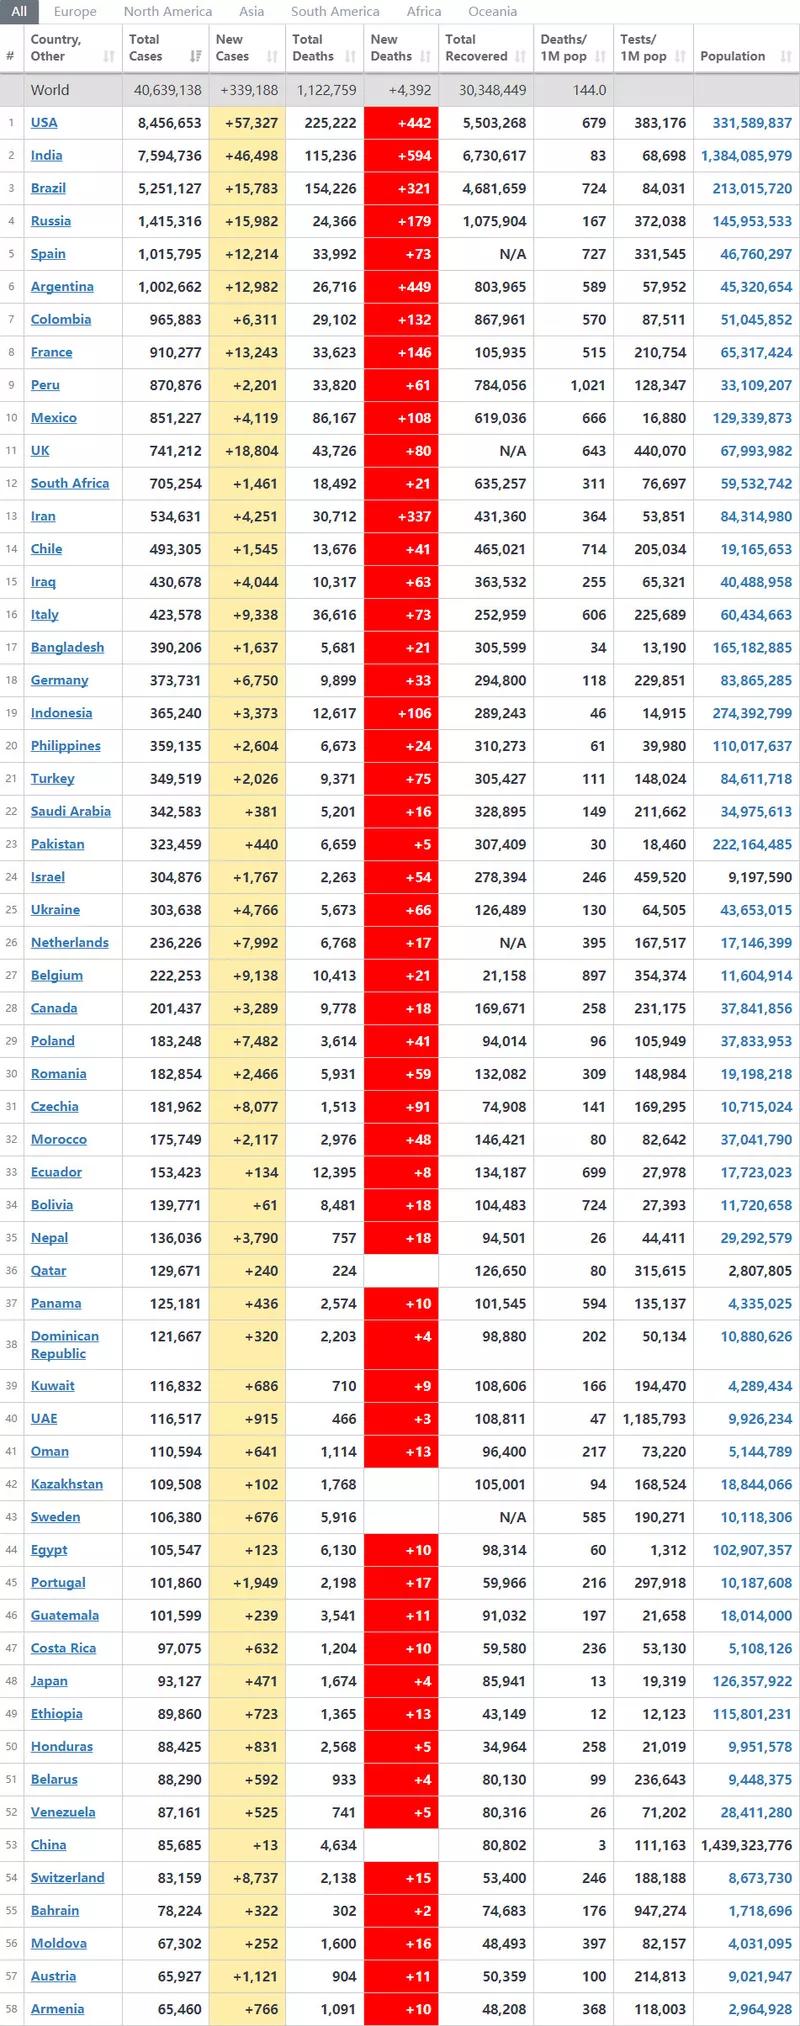 All Europe North America Asia South America Africa Oceania
# Country, Other Total Cases New Cases Total Deaths New Deaths Total Recovered Deaths/ 1M pop Tests/ 1M pop Population
World 40,639,138 +339,188 1,122,759 +4,392 30,348,449 144.0
1 USA 8,456,653 +57,327 225,222 +442 5,503,268 679 383,176 331,589,837
2 India 7,594,736 +46,498 115,236 +594 6,730,617 83 68,698 1,384,085,979
3 Brazil 5,251,127 +15,783 154,226 +321 4,681,659 724 84,031 213,015,720
4 Russia 1,415,316 +15,982 24,366 +179 1,075,904 167 372,038 145,953,533
5 Spain 1,015,795 +12,214 33,992 +73 N/A 727 331,545 46,760,297
6 Argentina 1,002,662 +12,982 26,716 +449 803,965 589 57,952 45,320,654
7 Colombia 965,883 +6,311 29,102 +132 867,961 570 87,511 51,045,852
8 France 910,277 +13,243 33,623 +146 105,935 515 210,754 65,317,424
9 Peru 870,876 +2,201 33,820 +61 784,056 1,021 128,347 33,109,207
10 Mexico 851,227 +4,119 86,167 +108 619,036 666 16,880 129,339,873
11 UK 741,212 +18,804 43,726 +80 N/A 643 440,070 67,993,982
12 South Africa 705,254 +1,461 18,492 +21 635,257 311 76,697 59,532,742
13 Iran 534,631 +4,251 30,712 +337 431,360 364 53,851 84,314,980
14 Chile 493,305 +1,545 13,676 +41 465,021 714 205,034 19,165,653
15 Iraq 430,678 +4,044 10,317 +63 363,532 255 65,321 40,488,958
16 Italy 423,578 +9,338 36,616 +73 252,959 606 225,689 60,434,663
17 Bangladesh 390,206 +1,637 5,681 +21 305,599 34 13,190 165,182,885
18 Germany 373,731 +6,750 9,899 +33 294,800 118 229,851 83,865,285
19 Indonesia 365,240 +3,373 12,617 +106 289,243 46 14,915 274,392,799
20 Philippines 359,135 +2,604 6,673 +24 310,273 61 39,980 110,017,637
21 Turkey 349,519 +2,026 9,371 +75 305,427 111 148,024 84,611,718
22 Saudi Arabia 342,583 +381 5,201 +16 328,895 149 211,662 34,975,613
23 Pakistan 323,459 +440 6,659 +5 307,409 30 18,460 222,164,485
24 Israel 304,876 +1,767 2,263 +54 278,394 246 459,520 9,197,590
25 Ukraine 303,638 +4,766 5,673 +66 126,489 130 64,505 43,653,015
26 Netherlands 236,226 +7,992 6,768 +17 N/A 395 167,517 17,146,399
27 Belgium 222,253 +9,138 10,413 +21 21,158 897 354,374 11,604,914
28 Canada 201,437 +3,289 9,778 +18 169,671 258 231,175 37,841,856
29 Poland 183,248 +7,482 3,614 +41 94,014 96 105,949 37,833,953
30 Romania 182,854 +2,466 5,931 +59 132,082 309 148,984 19,198,218
31 Czechia 181,962 +8,077 1,513 +91 74,908 141 169,295 10,715,024
32 Morocco 175,749 +2,117 2,976 +48 146,421 80 82,642 37,041,790
33 Ecuador 153,423 +134 12,395 +8 134,187 699 27,978 17,723,023
34 Bolivia 139,771 +61 8,481 +18 104,483 724 27,393 11,720,658
35 Nepal 136,036 +3,790 757 +18 94,501 26 44,411 29,292,579
36 Qatar 129,671 +240 224 126,650 80 315,615 2,807,805
37 Panama 125,181 +436 2,574 +10 101,545 594 135,137 4,335,025
38 Dominican Republic 121,667 +320 2,203 +4 98,880 202 50,134 10,880,626
39 Kuwait 116,832 +686 710 +9 108,606 166 194,470 4,289,434
40 UAE 116,517 +915 466 +3 108,811 47 1,185,793 9,926,234
41 Oman 110,594 +641 1,114 +13 96,400 217 73,220 5,144,789
42 Kazakhstan 109,508 +102 1,768 105,001 94 168,524 18,844,066
43 Sweden 106,380 +676 5,916 N/A 585 190,271 10,118,306
44 Egypt 105,547 +123 6,130 +10 98,314 60 1,312 102,907,357
45 Portugal 101,860 +1,949 2,198 +17 59,966 216 297,918 10,187,608
46 Guatemala 101,599 +239 3,541 +11 91,032 197 21,658 18,014,000
47 Costa Rica 97,075 +632 1,204 +10 59,580 236 53,130 5,108,126
48 Japan 93,127 +471 1,674 +4 85,941 13 19,319 126,357,922
49 Ethiopia 89,860 +723 1,365 +13 43,149 12 12,123 115,801,231
50 Honduras 88,425 +831 2,568 +5 34,964 258 21,019 9,951,578
51 Belarus 88,290 +592 933 +4 80,130 99 236,643 9,448,375
52 Venezuela 87,161 +525 741 +5 80,316 26 71,202 28,411,280
53 China 85,685 +13 4,634 80,802 3 111,163 1,439,323,776
54 Switzerland 83,159 +8,737 2,138 +15 53,400 246 188,188 8,673,730
55 Bahrain 78,224 +322 302 +2 74,683 176 947,274 1,718,696
56 Moldova 67,302 +252 1,600 +16 48,493 397 82,157 4,031,095
57 Austria 65,927 +1,121 904 +11 50,359 100 214,813 9,021,947
58 Armenia 65,460 +766 1,091 +10 48,208 368 118,003 2,964,928